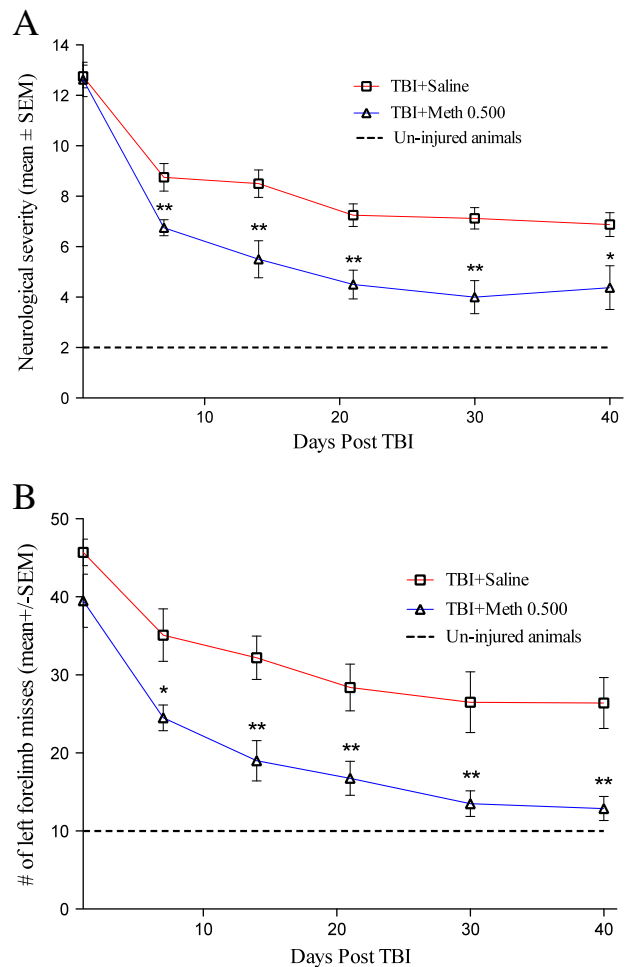 A
14
12
10
8
6
4
2
0
Neurological severity (mean ± SEM)
TBI+Saline
TBI+Meth 0.500
Un-injured animals
**
**
**
**
*
10
20
30
40
Days Post TBI
B
50
40
30
20
10
0
# of left forelimb misses (mean+/-SEM)
TBI+Saline
TBI+Meth 0.500
Un-injured animals
*
**
**
**
**
10
20
30
40
Days Post TBI